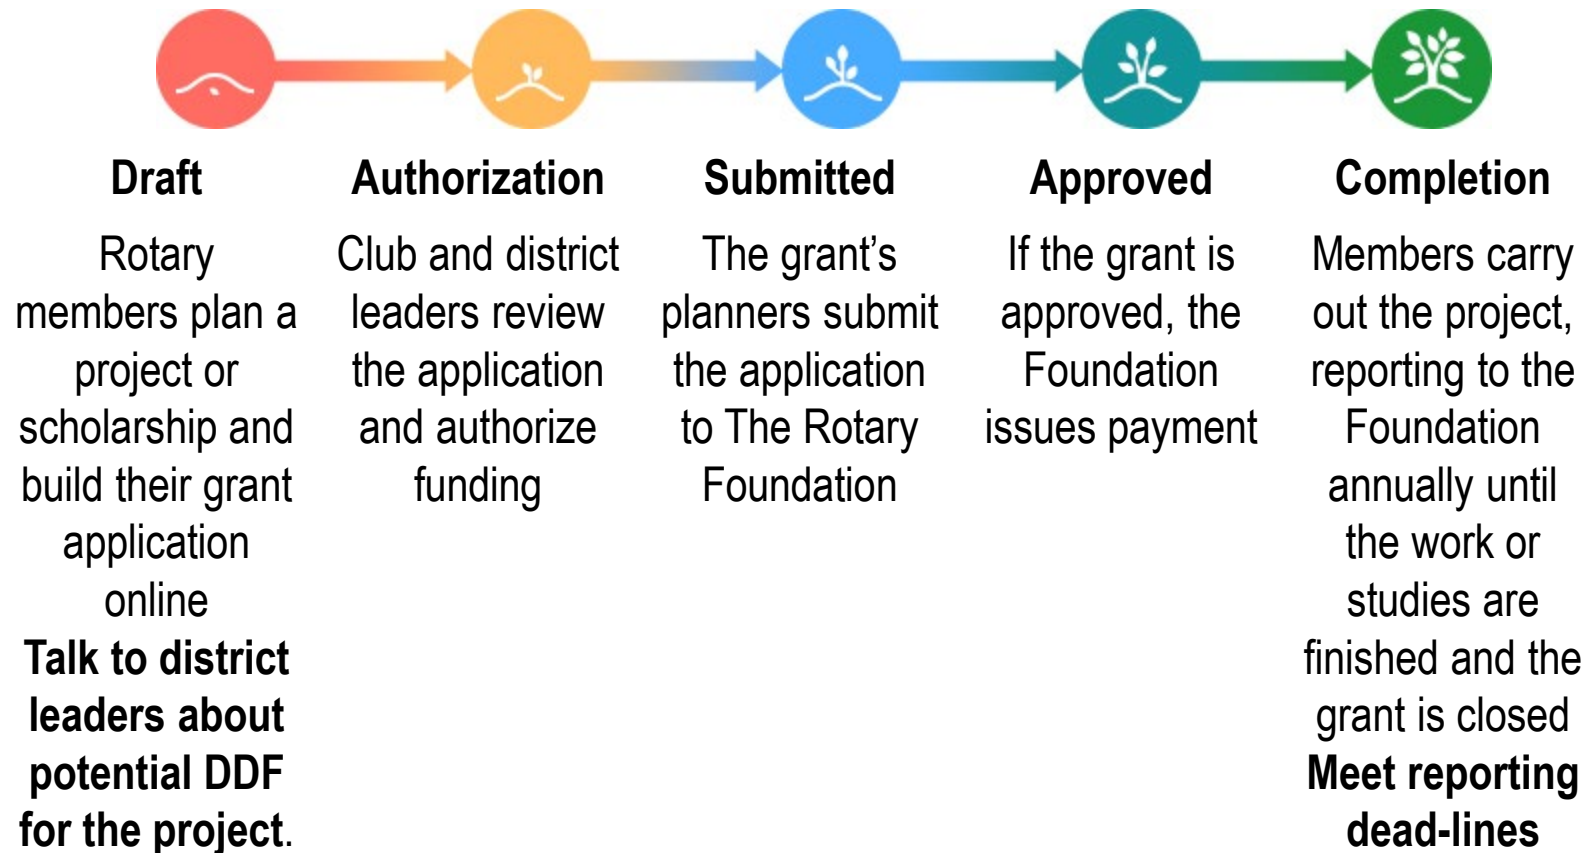 Draft
Rotary
members plan a
project or
scholarship and
build their grant
application
online
Talk to district
leaders about
potential DDF
for the project.
Authorization
Club and district
leaders review
the application
and authorize
funding
Submitted
The grant’s
planners submit
the application
to The Rotary
Foundation
Approved
If the grant is
approved, the
Foundation
issues payment
Completion
Members carry
out the project,
reporting to the
Foundation
annually until
the work or
studies are
finished and the
grant is closed
Meet reporting
dead-lines